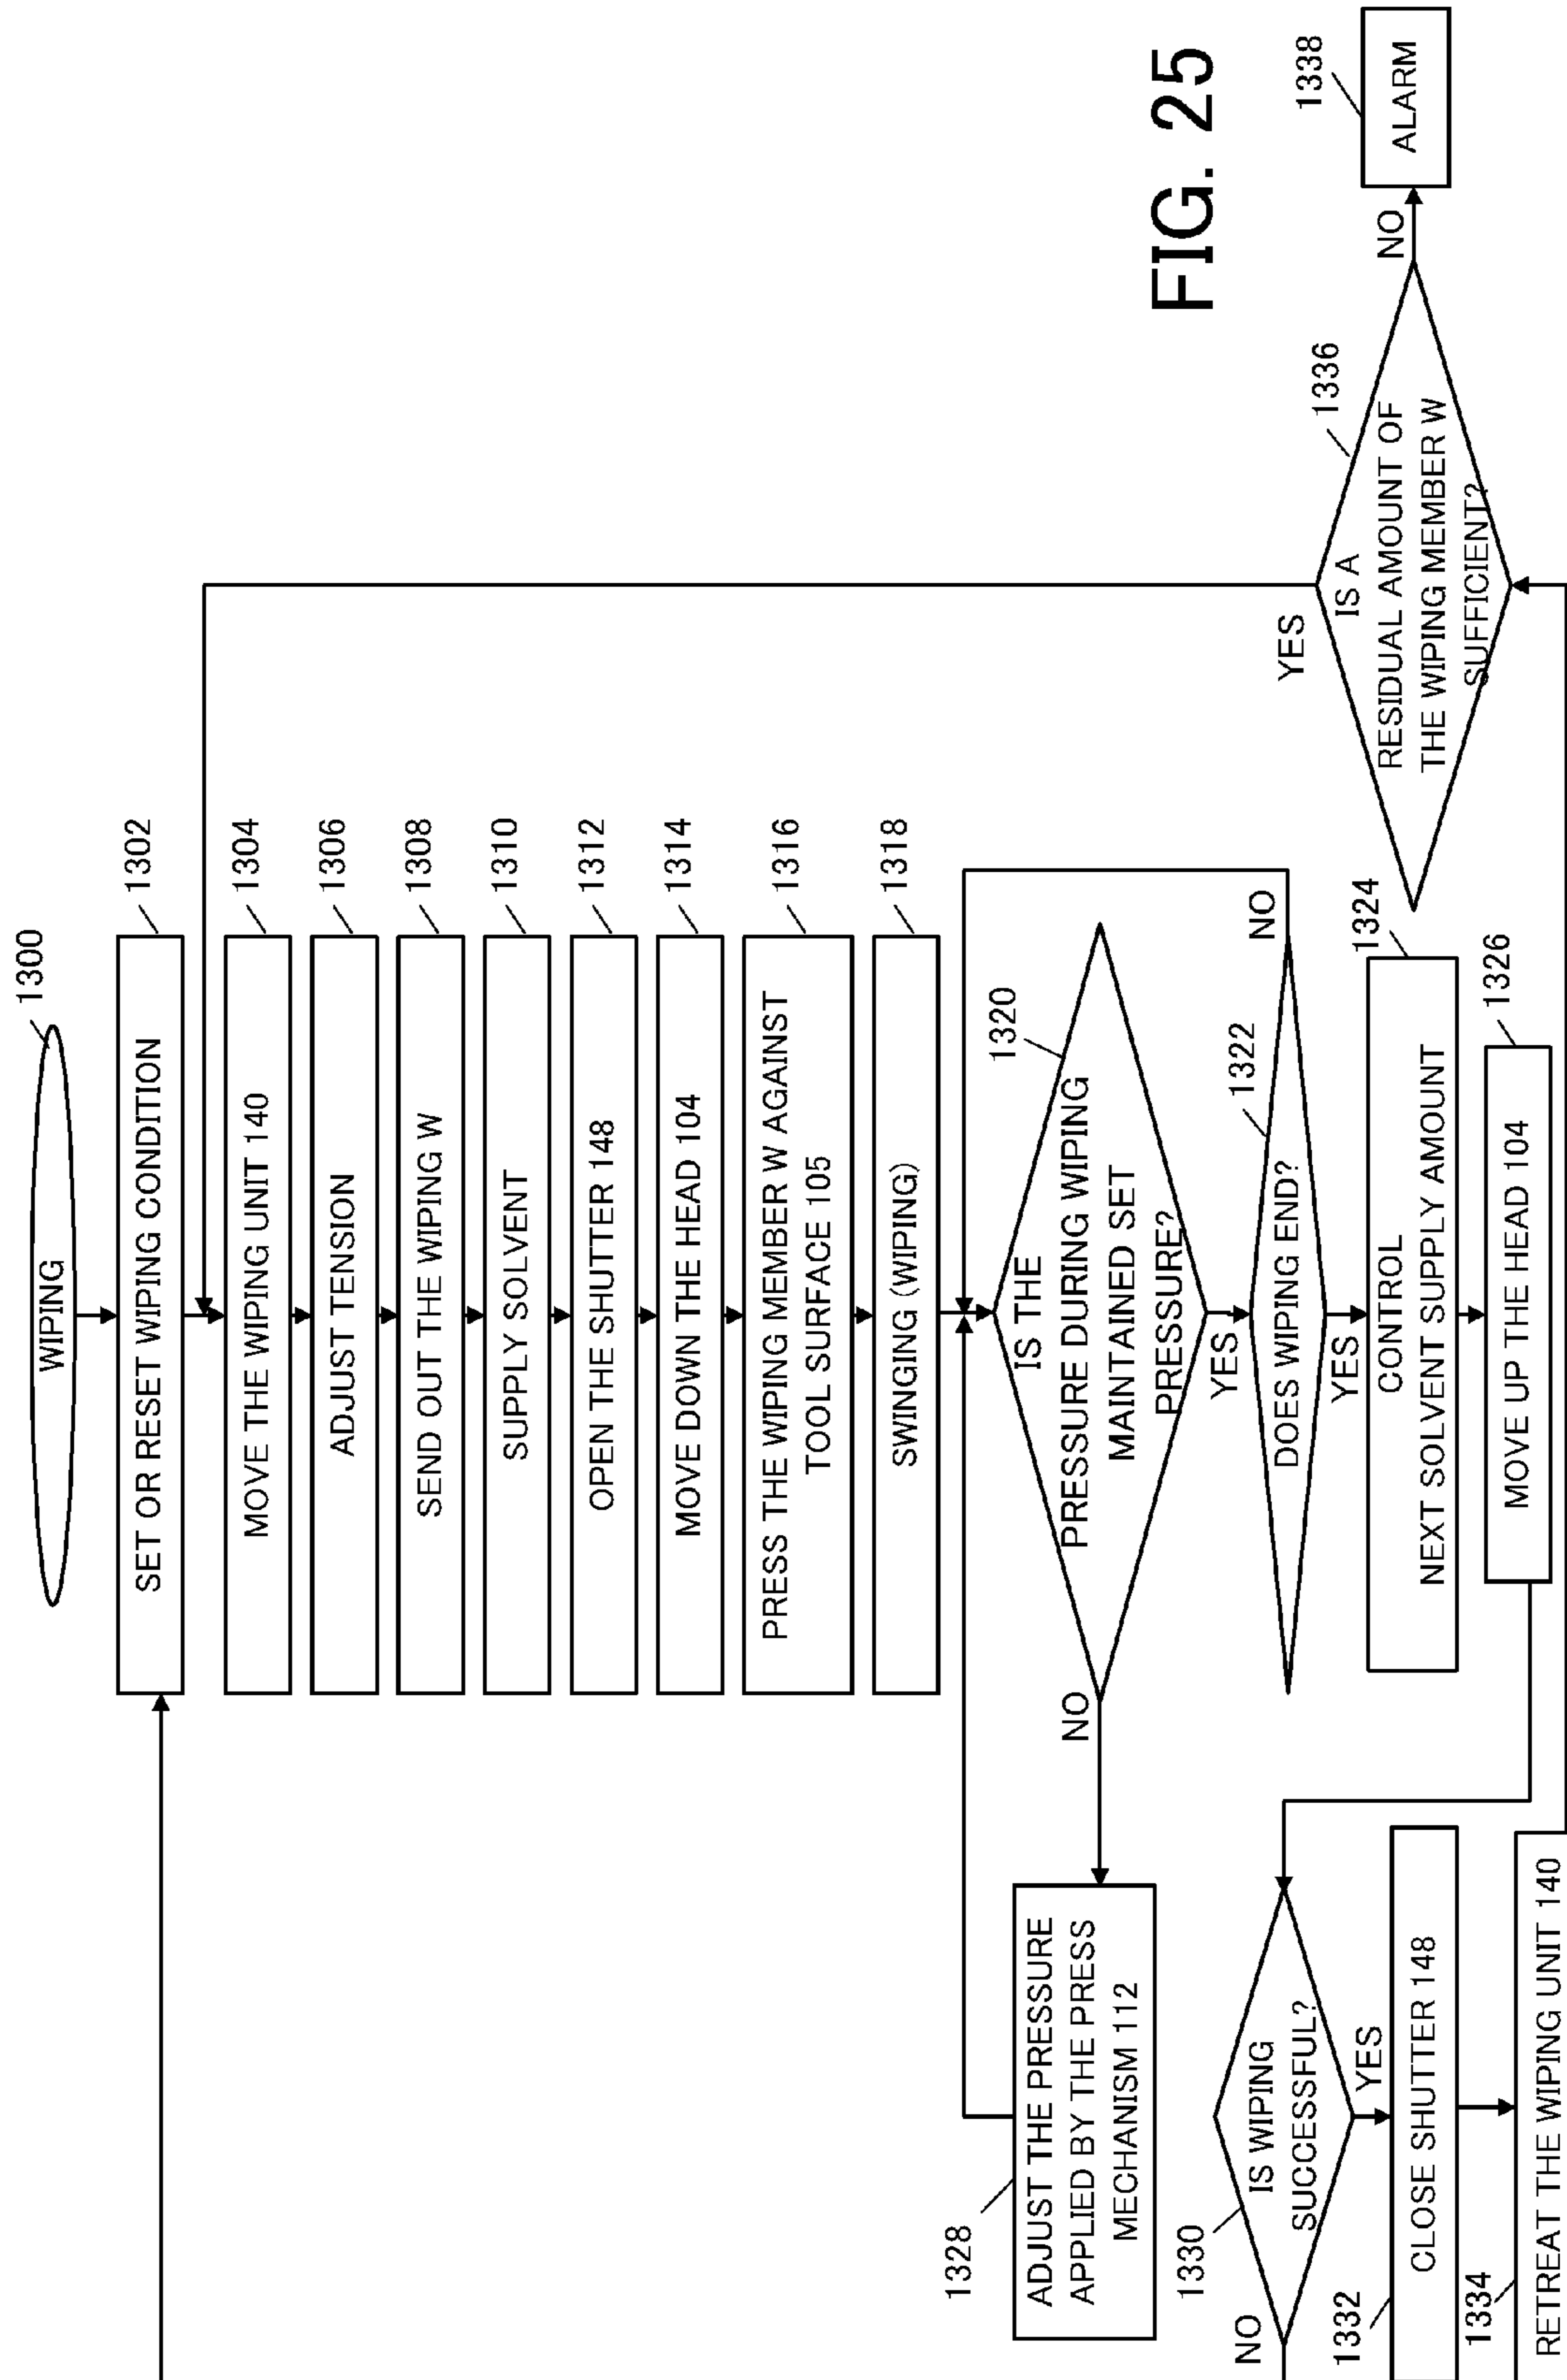 FIG. 25
1300
WIPING
1302
SET OR RESET WIPING CONDITION
1304
MOVE THE WIPING UNIT 140
1306
ADJUST TENSION
1308
SEND OUT THE WIPING W
1310
SUPPLY SOLVENT
1312
OPEN THE SHUTTER 148
1314
MOVE DOWN THE HEAD 104
1316
PRESS THE WIPING MEMBER W AGAINST
TOOL SURFACE 105
1318
SWINGING (WIPING)
1320
IS THE
PRESSURE DURING WIPING
MAINTAINED SET
PRESSURE?
NO
YES
1328
ADJUST THE PRESSURE
APPLIED BY THE PRESS
MECHANISM 112
1322
DOES WIPING END?
NO
YES
1324
CONTROL
NEXT SOLVENT SUPPLY AMOUNT
1326
MOVE UP THE HEAD 104
1330
IS WIPING
SUCCESSFUL?
NO
YES
1332
CLOSE SHUTTER 148
1334
RETREAT THE WIPING UNIT 140
1336
IS A
RESIDUAL AMOUNT OF
THE WIPING MEMBER W
SUFFICIENT?
YES
NO
1338
ALARM